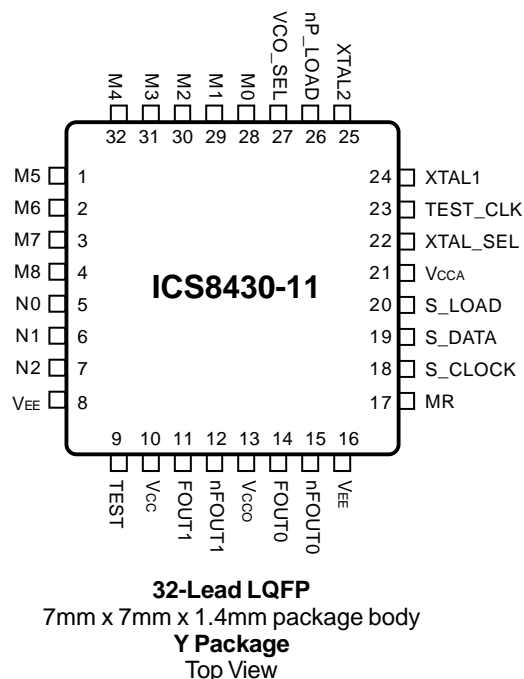 M4 M3 M2 M1 M0 VCO_SEL nP_LOAD XTAL2
32 31 30 29 28 27 26 25
M5 1
M6 2
M7 3
M8 4
N0 5
N1 6
N2 7
VEE 8
24 XTAL1
23 TEST_CLK
22 XTAL_SEL
21 VCCA
20 S_LOAD
19 S_DATA
18 S_CLOCK
17 MR
ICS8430-11
9 10 11 12 13 14 15 16
TEST VCC FOUT1 nFOUT1 VCCO FOUT0 nFOUT0 VEE
32-Lead LQFP
7mm x 7mm x 1.4mm package body
Y Package
Top View